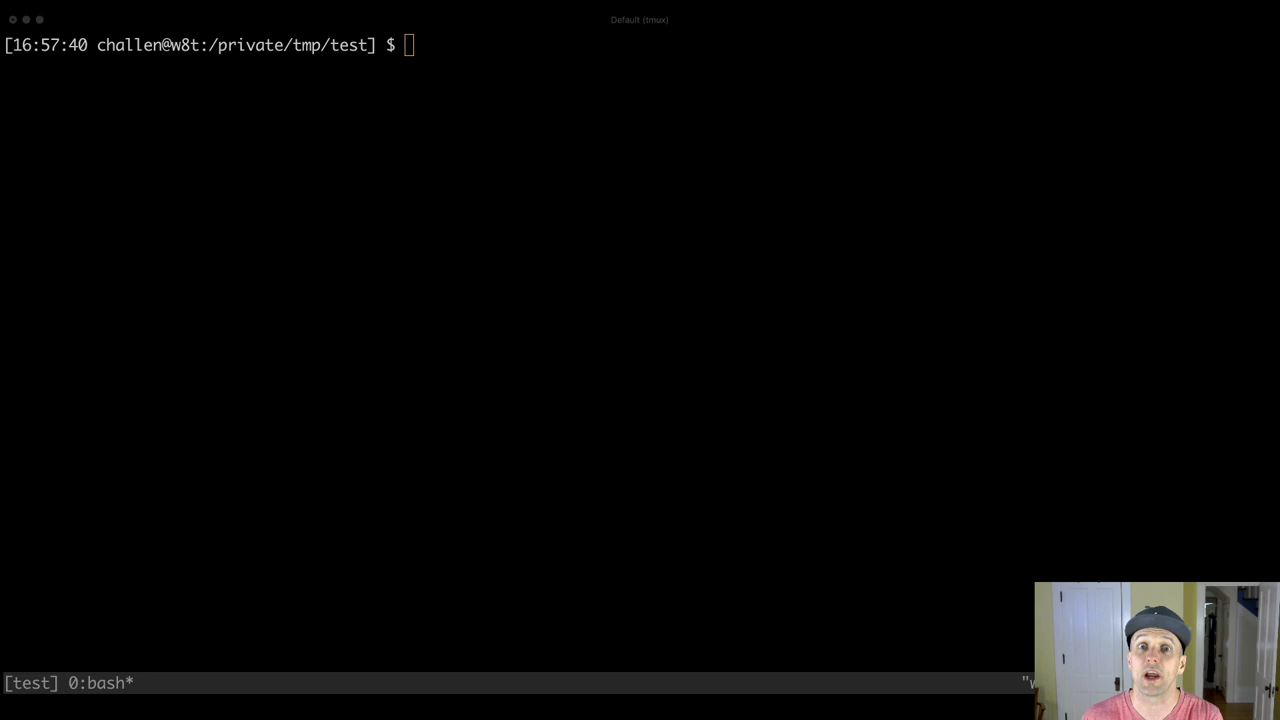 Default (tmux)
[16:57:40 challen@w8t:/private/tmp/test] $
[test] 0:bash* "w